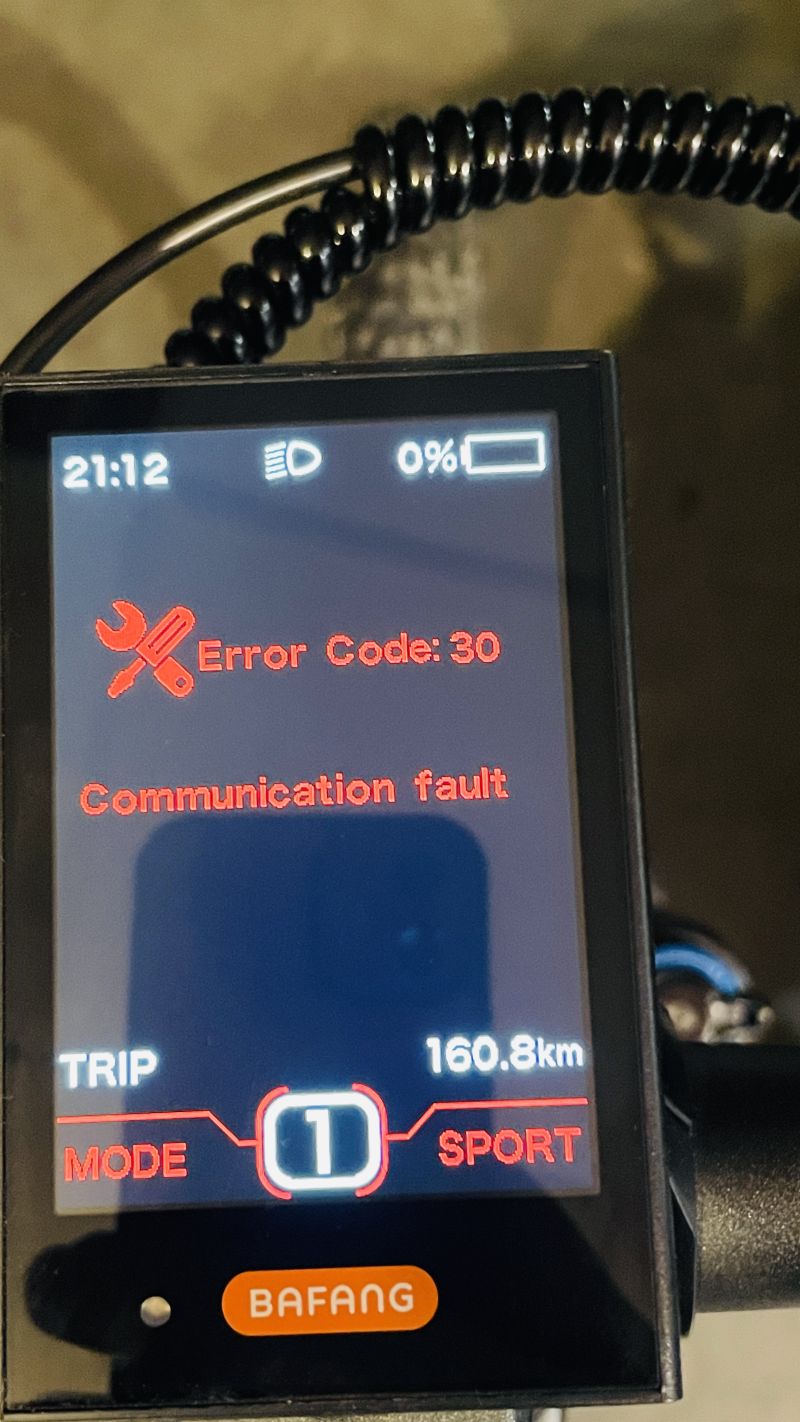 21:12 0%
Error Code: 30
Communication fault
TRIP 160.8km
MODE 1 SPORT
BAFANG